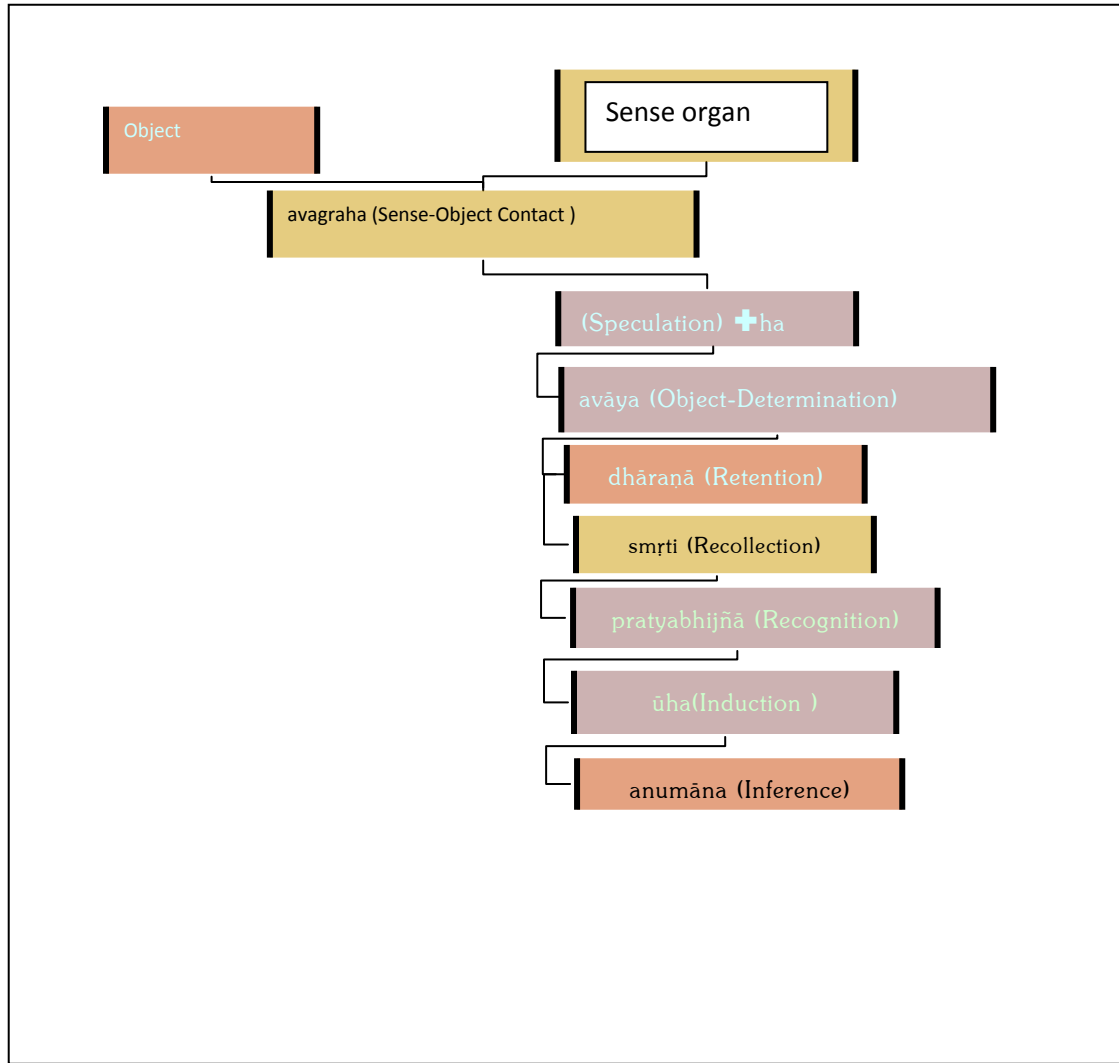 Object
Sense organ
avagraha (Sense-Object Contact )
(Speculation) ✚ha
avāya (Object-Determination)
dhāraṇā (Retention)
smṛti (Recollection)
pratyabhijñā (Recognition)
ūha(Induction )
anumāna (Inference)